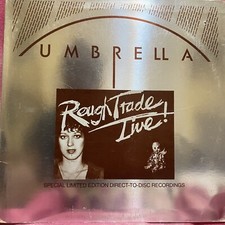 UMBRELLA
Rough Trade
Live!
SPECIAL LIMITED EDITION DIRECT-TO-DISC RECORDINGS